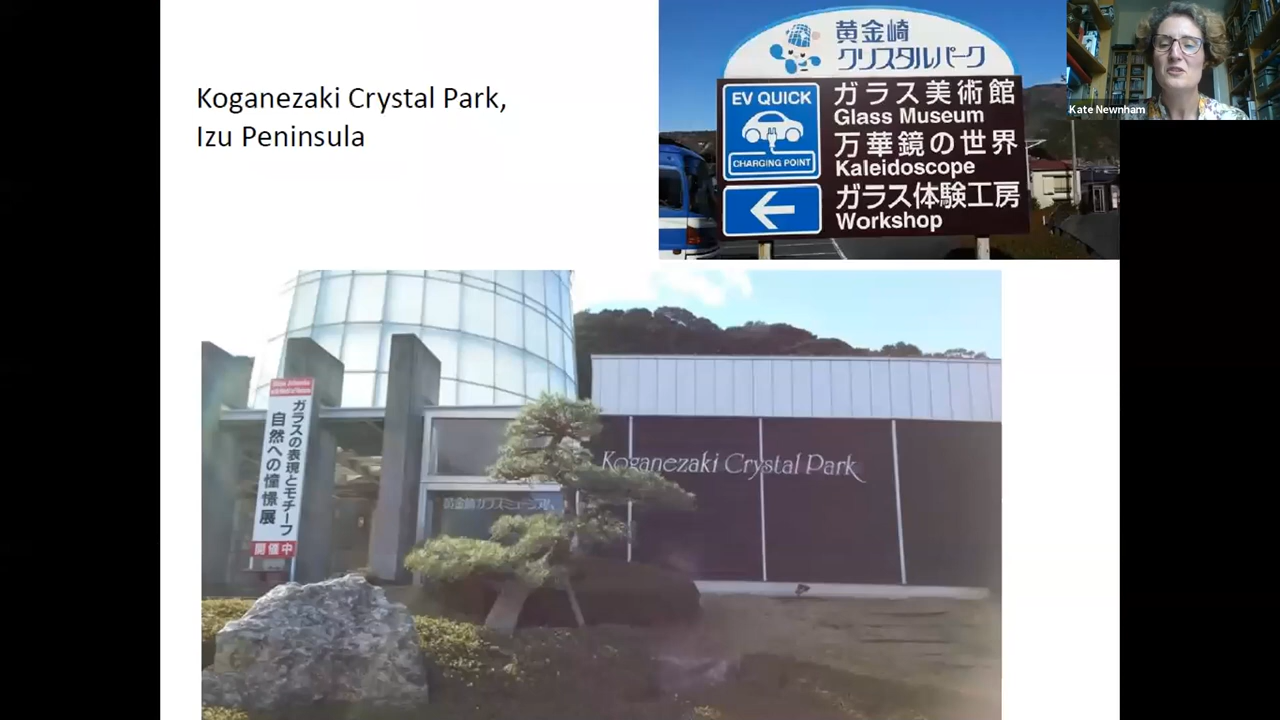 Koganezaki Crystal Park,
Izu Peninsula
黄金崎
クリスタルパーク
EV QUICK
CHARGING POINT
ガラス美術館
Glass Museum
万華鏡の世界
Kaleidoscope
ガラス体験工房
Workshop
Kate Newnham
ガラスの表現とモチーフ
自然への憧憬展
開催中
Koganezaki Crystal Park
黄金崎ガラスミュージアム